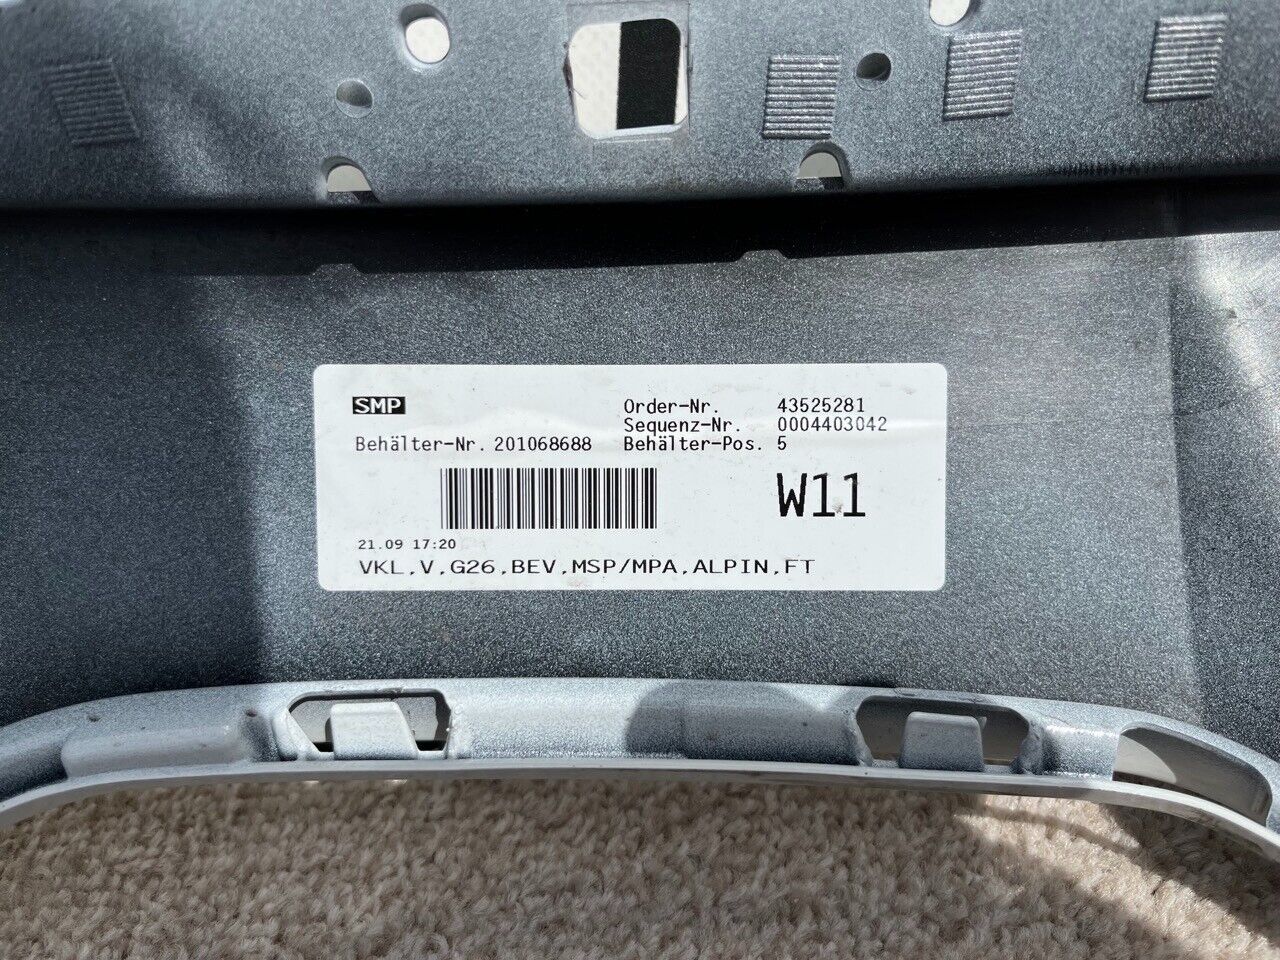 SMP
Order-Nr. 43525281
Sequenz-Nr. 0004403042
Behälter-Nr. 201068688 Behälter-Pos. 5
W11
21.09 17:20
VKL,V,G26,BEV,MSP/MPA,ALPIN,FT